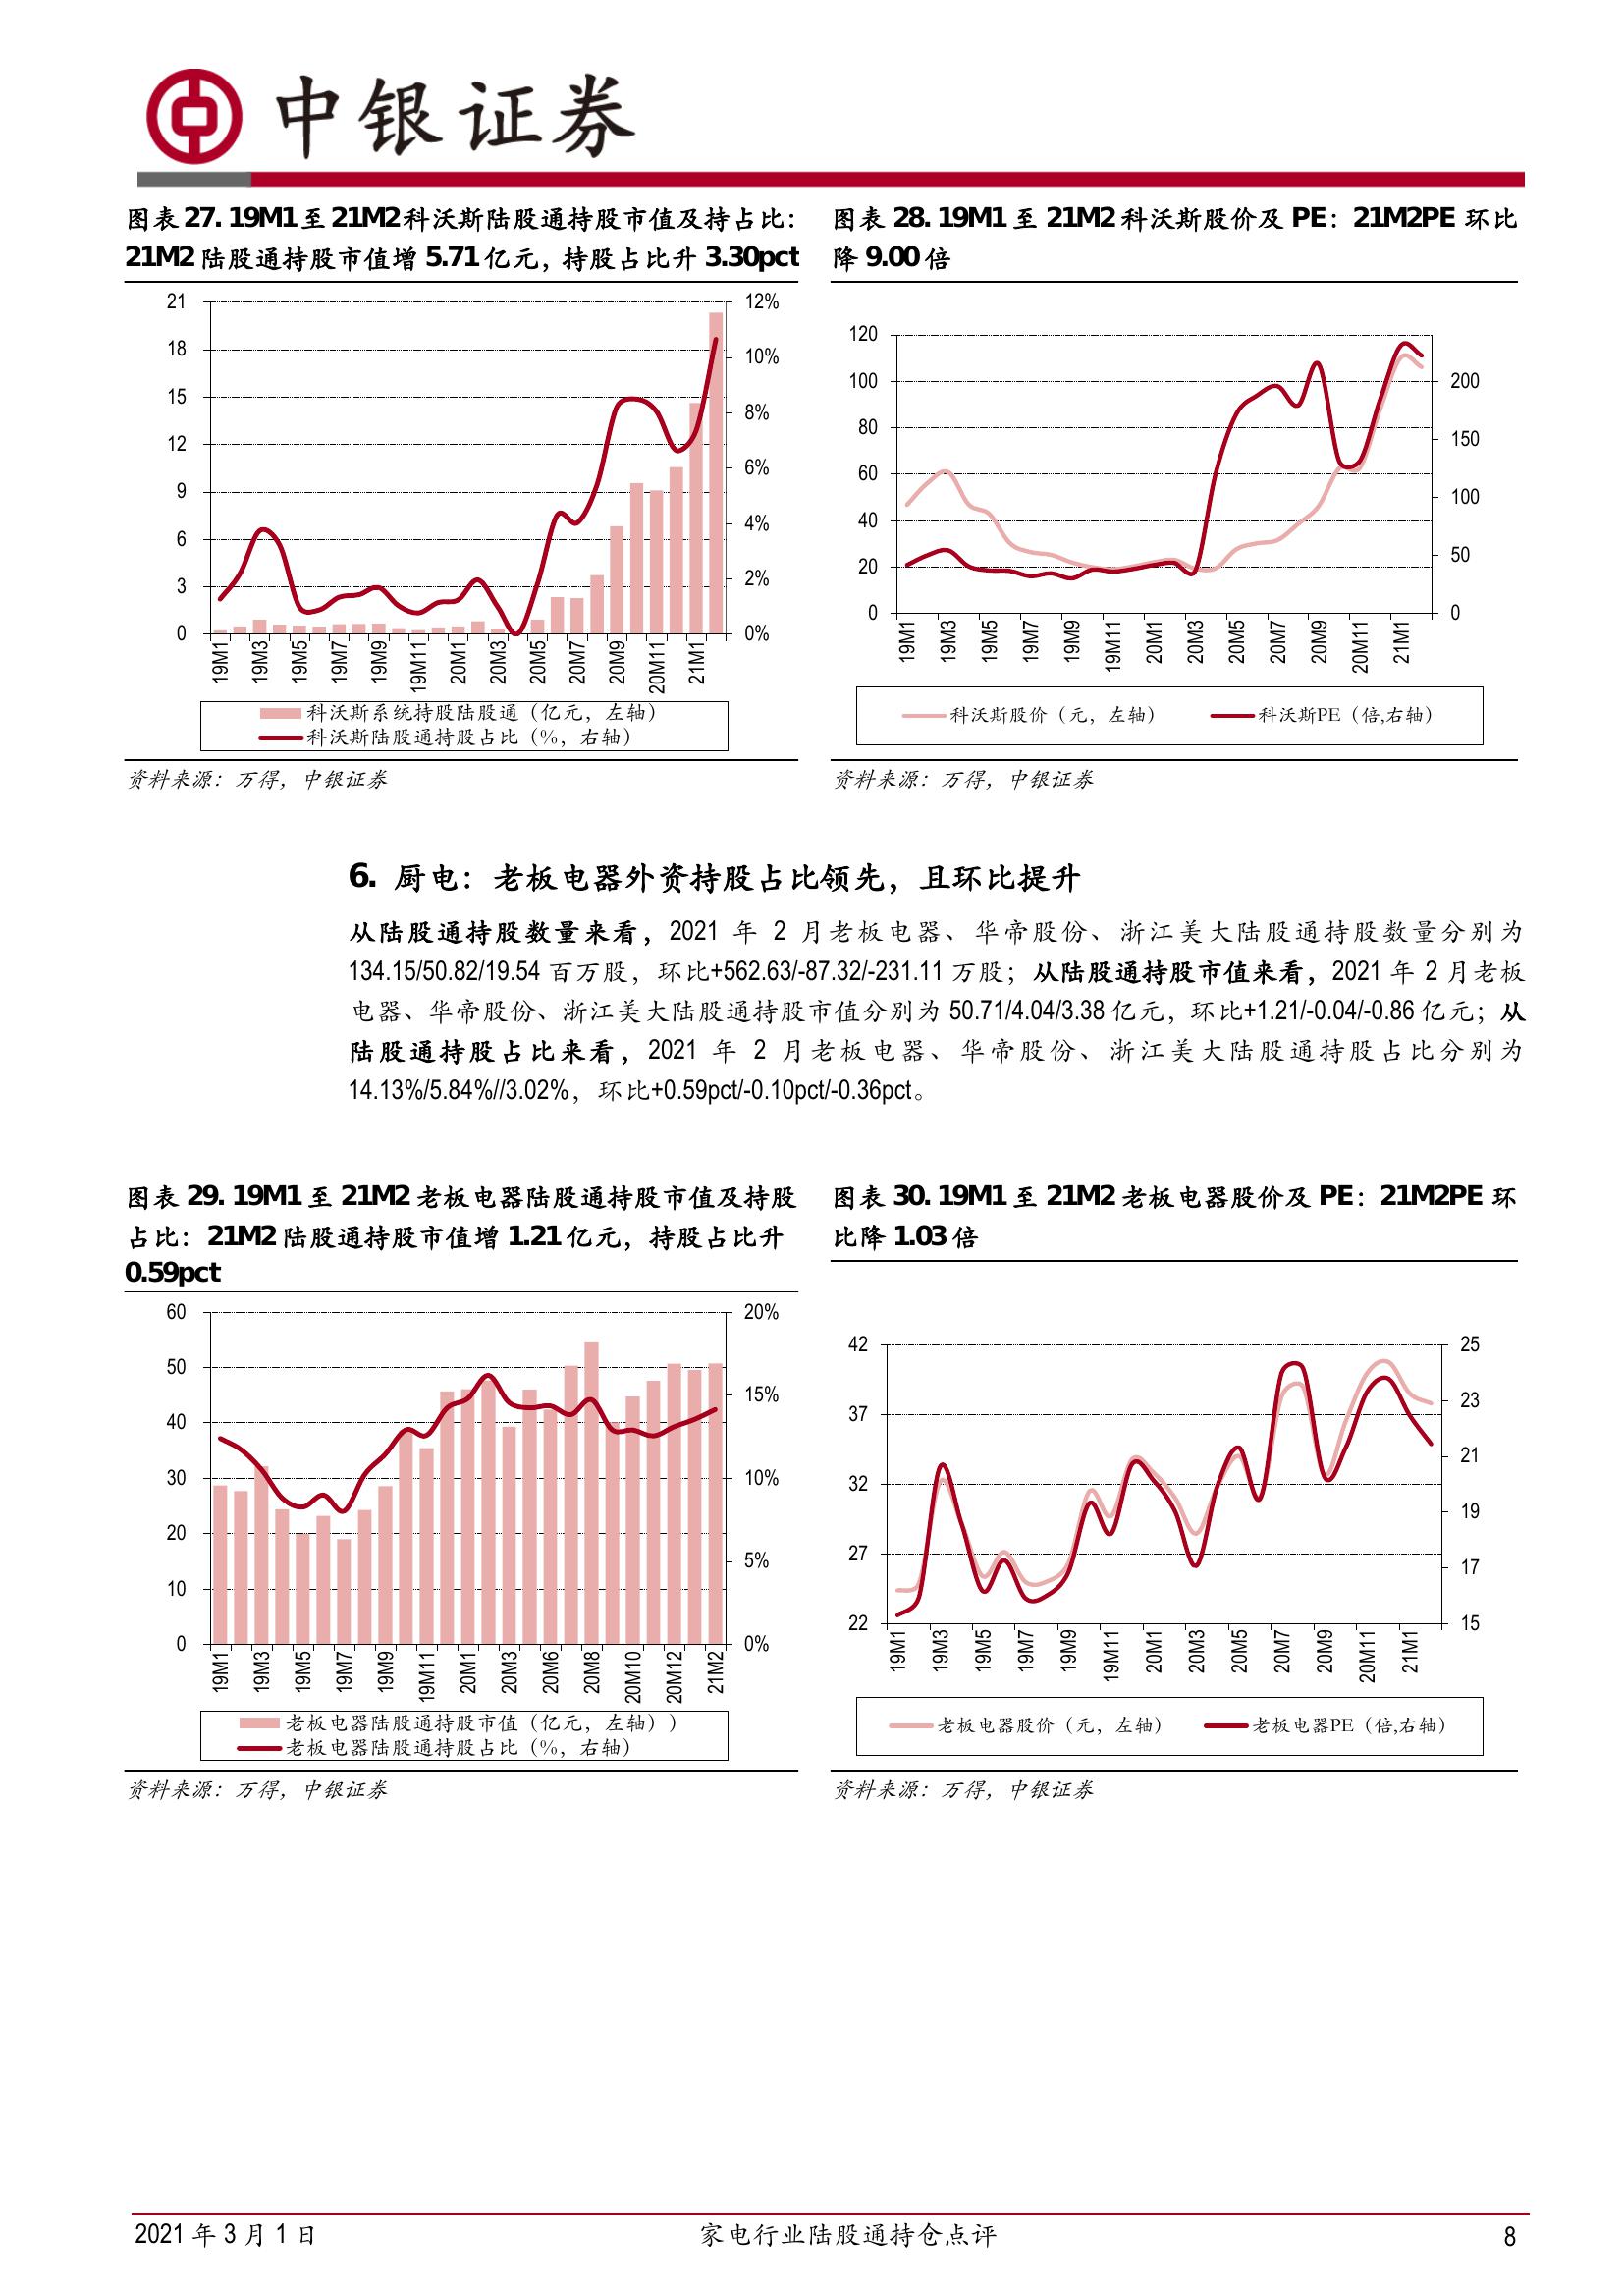 中银证券
图表 27. 19M1 至 21M2 科沃斯陆股通持股市值及持占比：
21M2 陆股通持股市值增 5.71 亿元，持股占比升 3.30pct
21 18 15 12 9 6 3 0
12% 10% 8% 6% 4% 2% 0%
19M1 19M3 19M5 19M7 19M9 19M11 20M1 20M3 20M5 20M7 20M9 20M11 21M1
科沃斯系统持股陆股通（亿元，左轴）
科沃斯陆股通持股占比（%，右轴）
资料来源：万得，中银证券
图表 28. 19M1 至 21M2 科沃斯股价及 PE：21M2PE 环比
降 9.00 倍
120 100 80 60 40 20 0
200 150 100 50 0
19M1 19M3 19M5 19M7 19M9 19M11 20M1 20M3 20M5 20M7 20M9 20M11 21M1
科沃斯股价（元，左轴） 科沃斯PE（倍,右轴）
资料来源：万得，中银证券
6. 厨电：老板电器外资持股占比领先，且环比提升
从陆股通持股数量来看，2021 年 2 月老板电器、华帝股份、浙江美大陆股通持股数量分别为
134.15/50.82/19.54 百万股，环比+562.63/-87.32/-231.11 万股；从陆股通持股市值来看，2021 年 2 月老板
电器、华帝股份、浙江美大陆股通持股市值分别为 50.71/4.04/3.38 亿元，环比+1.21/-0.04/-0.86 亿元；从
陆股通持股占比来看，2021 年 2 月老板电器、华帝股份、浙江美大陆股通持股占比分别为
14.13%/5.84%//3.02%，环比+0.59pct/-0.10pct/-0.36pct。
图表 29. 19M1 至 21M2 老板电器陆股通持股市值及持股
占比：21M2 陆股通持股市值增 1.21 亿元，持股占比升
0.59pct
60 50 40 30 20 10 0
20% 15% 10% 5% 0%
19M1 19M3 19M5 19M7 19M9 19M11 20M1 20M3 20M6 20M8 20M10 20M12 21M2
老板电器陆股通持股市值（亿元，左轴））
老板电器陆股通持股占比（%，右轴）
资料来源：万得，中银证券
图表 30. 19M1 至 21M2 老板电器股价及 PE：21M2PE 环
比降 1.03 倍
42 37 32 27 22
25 23 21 19 17 15
19M1 19M3 19M5 19M7 19M9 19M11 20M1 20M3 20M5 20M7 20M9 20M11 21M1
老板电器股价（元，左轴） 老板电器PE（倍,右轴）
资料来源：万得，中银证券
2021 年 3 月 1 日 家电行业陆股通持仓点评 8